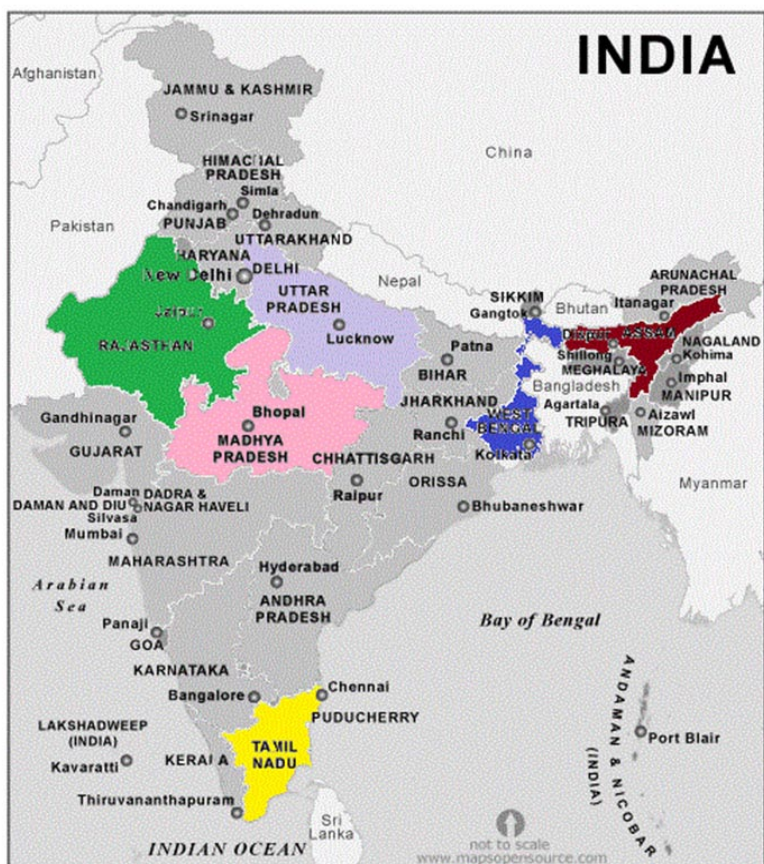 INDIA
Afghanistan
JAMMU & KASHMIR
Srinagar
China
HIMACHAL
PRADESH
Simla
Chandigarh
PUNJAB
Dehradun
UTTARAKHAND
Pakistan
HARYANA
New Delhi
DELHI
Nepal
UTTAR
PRADESH
Lucknow
Jaipur
RAJASTHAN
SIKKIM
Gangtok
Bhutan
ARUNACHAL
PRADESH
Itanagar
Dispur
ASSAM
NAGALAND
Kohima
Shillong
MEGHALAYA
Imphal
MANIPUR
Bangladesh
Agartala
TRIPURA
Aizawl
MIZORAM
Patna
BIHAR
JHARKHAND
Ranchi
WEST
BENGAL
Kolkata
Gandhinagar
GUJARAT
Bhopal
MADHYA
PRADESH
CHHATTISGARH
Raipur
ORISSA
Bhubaneshwar
Myanmar
Daman
DAMAN AND DIU
DADRA &
NAGAR HAVELI
Silvasa
Mumbai
MAHARASHTRA
Hyderabad
ANDHRA
PRADESH
Arabian
Sea
Bay of Bengal
Panaji
GOA
KARNATAKA
Bangalore
Chennai
PUDUCHERRY
LAKSHADWEEP
(INDIA)
Kavaratti
KERALA
TAMIL
NADU
Thiruvananthapuram
ANDAMAN & NICOBAR
(INDIA)
Port Blair
Sri
Lanka
INDIAN OCEAN
not to scale
www.mapsopensource.com